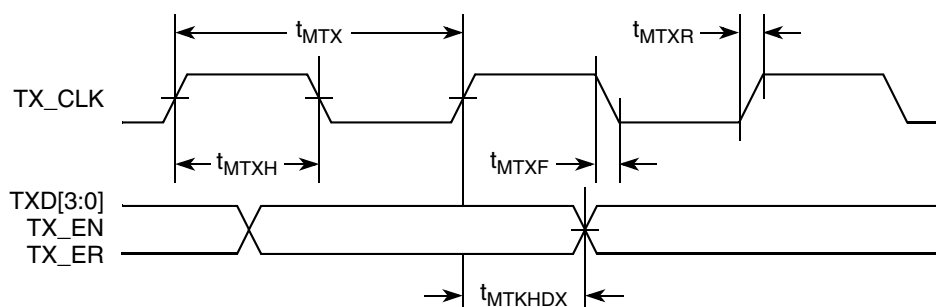 tMTX
tMTXR
TX_CLK
tMTXH
tMTXF
TXD[3:0]
TX_EN
TX_ER
tMTKHDX